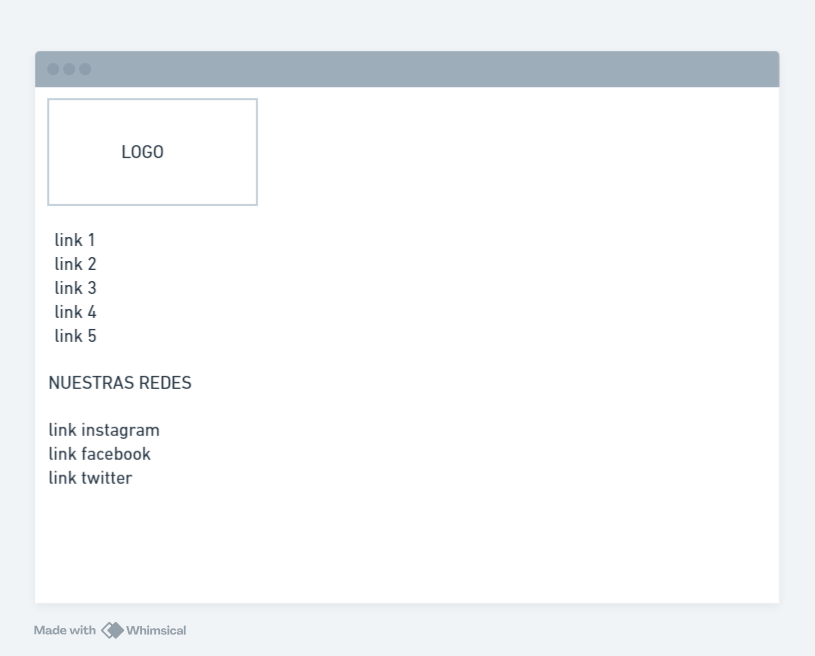 LOGO
link 1
link 2
link 3
link 4
link 5
NUESTRAS REDES
link instagram
link facebook
link twitter
Made with Whimsical